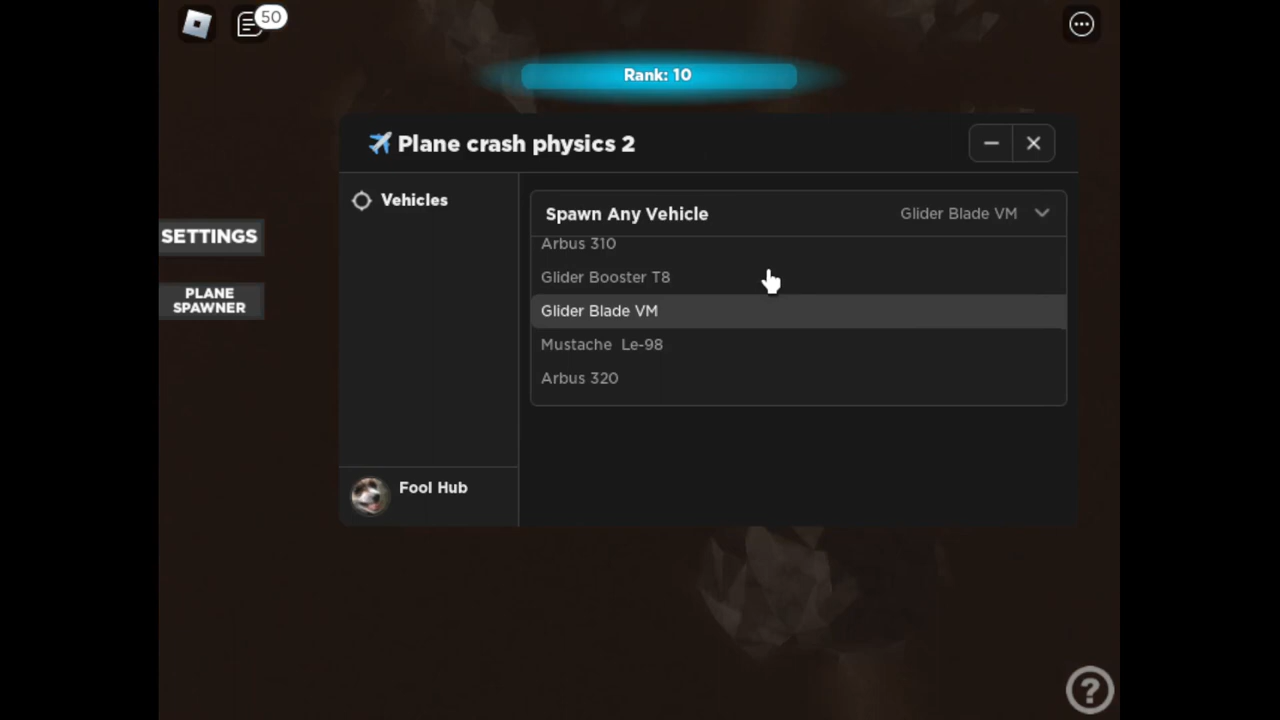 50
Rank: 10
Plane crash physics 2
Vehicles
Spawn Any Vehicle
Glider Blade VM
Arbus 310
Glider Booster T8
Glider Blade VM
Mustache Le-98
Arbus 320
SETTINGS
PLANE
SPAWNER
Fool Hub
?